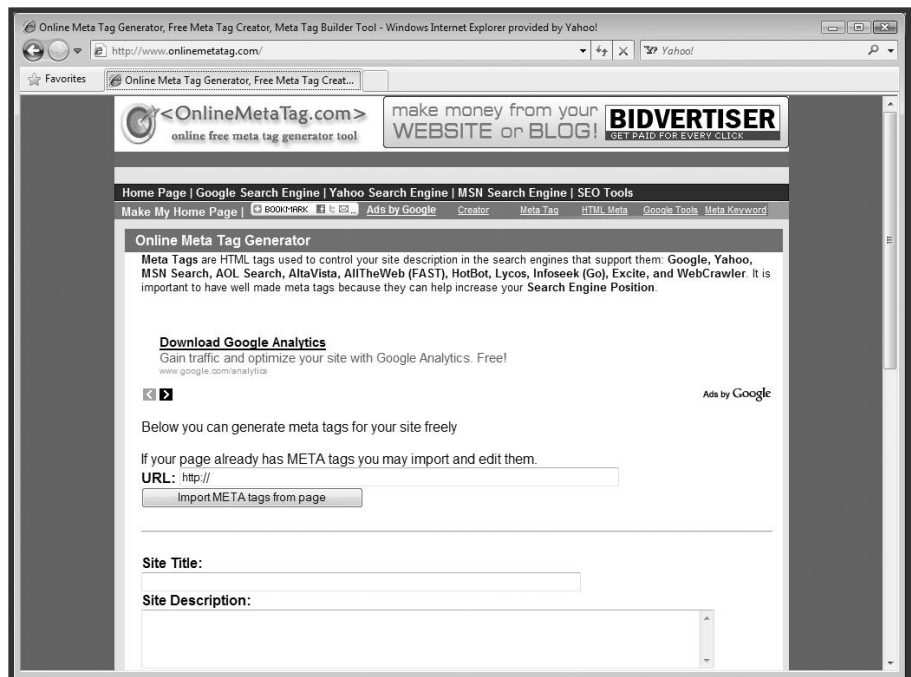 Online Meta Tag Generator, Free Meta Tag Creator, Meta Tag Builder Tool - Windows Internet Explorer provided by Yahoo!
http://www.onlinemetatag.com/
Yahoo!
Favorites
Online Meta Tag Generator, Free Meta Tag Creat...
<OnlineMetaTag.com>
online free meta tag generator tool
make money from your
WEBSITE or BLOG!
BIDVERTISER
GET PAID FOR EVERY CLICK
Home Page | Google Search Engine | Yahoo Search Engine | MSN Search Engine | SEO Tools
Make My Home Page | BOOKMARK Ads by Google Creator Meta Tag HTML Meta Google Tools Meta Keyword
Online Meta Tag Generator
Meta Tags are HTML tags used to control your site description in the search engines that support them: Google, Yahoo,
MSN Search, AOL Search, AltaVista, AllTheWeb (FAST), HotBot, Lycos, Infoseek (Go), Excite, and WebCrawler. It is
important to have well made meta tags because they can help increase your Search Engine Position.
Download Google Analytics
Gain traffic and optimize your site with Google Analytics. Free!
www.google.com/analytics
Ads by Google
Below you can generate meta tags for your site freely
If your page already has META tags you may import and edit them.
URL: http://
Import META tags from page
Site Title:
Site Description: